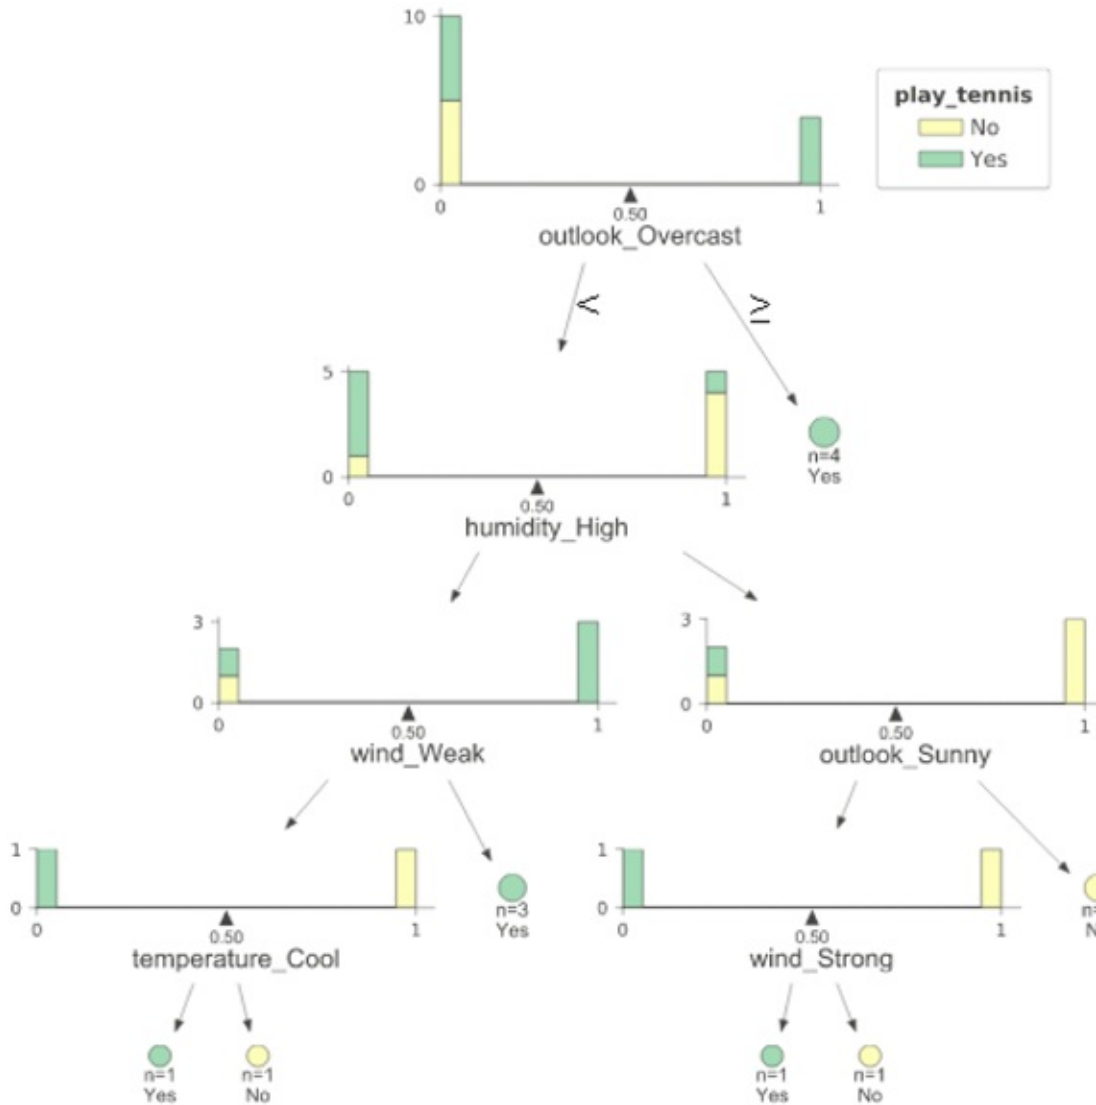 10
0
0
0.50
1
outlook_Overcast
play_tennis
No
Yes
<
≥
5
0
0
0.50
1
humidity_High
n=4
Yes
3
0
0
0.50
1
wind_Weak
3
0
0
0.50
1
outlook_Sunny
1
0
0
0.50
1
temperature_Cool
n=3
Yes
1
0
0
0.50
1
wind_Strong
n=
N
n=1
Yes
n=1
No
n=1
Yes
n=1
No